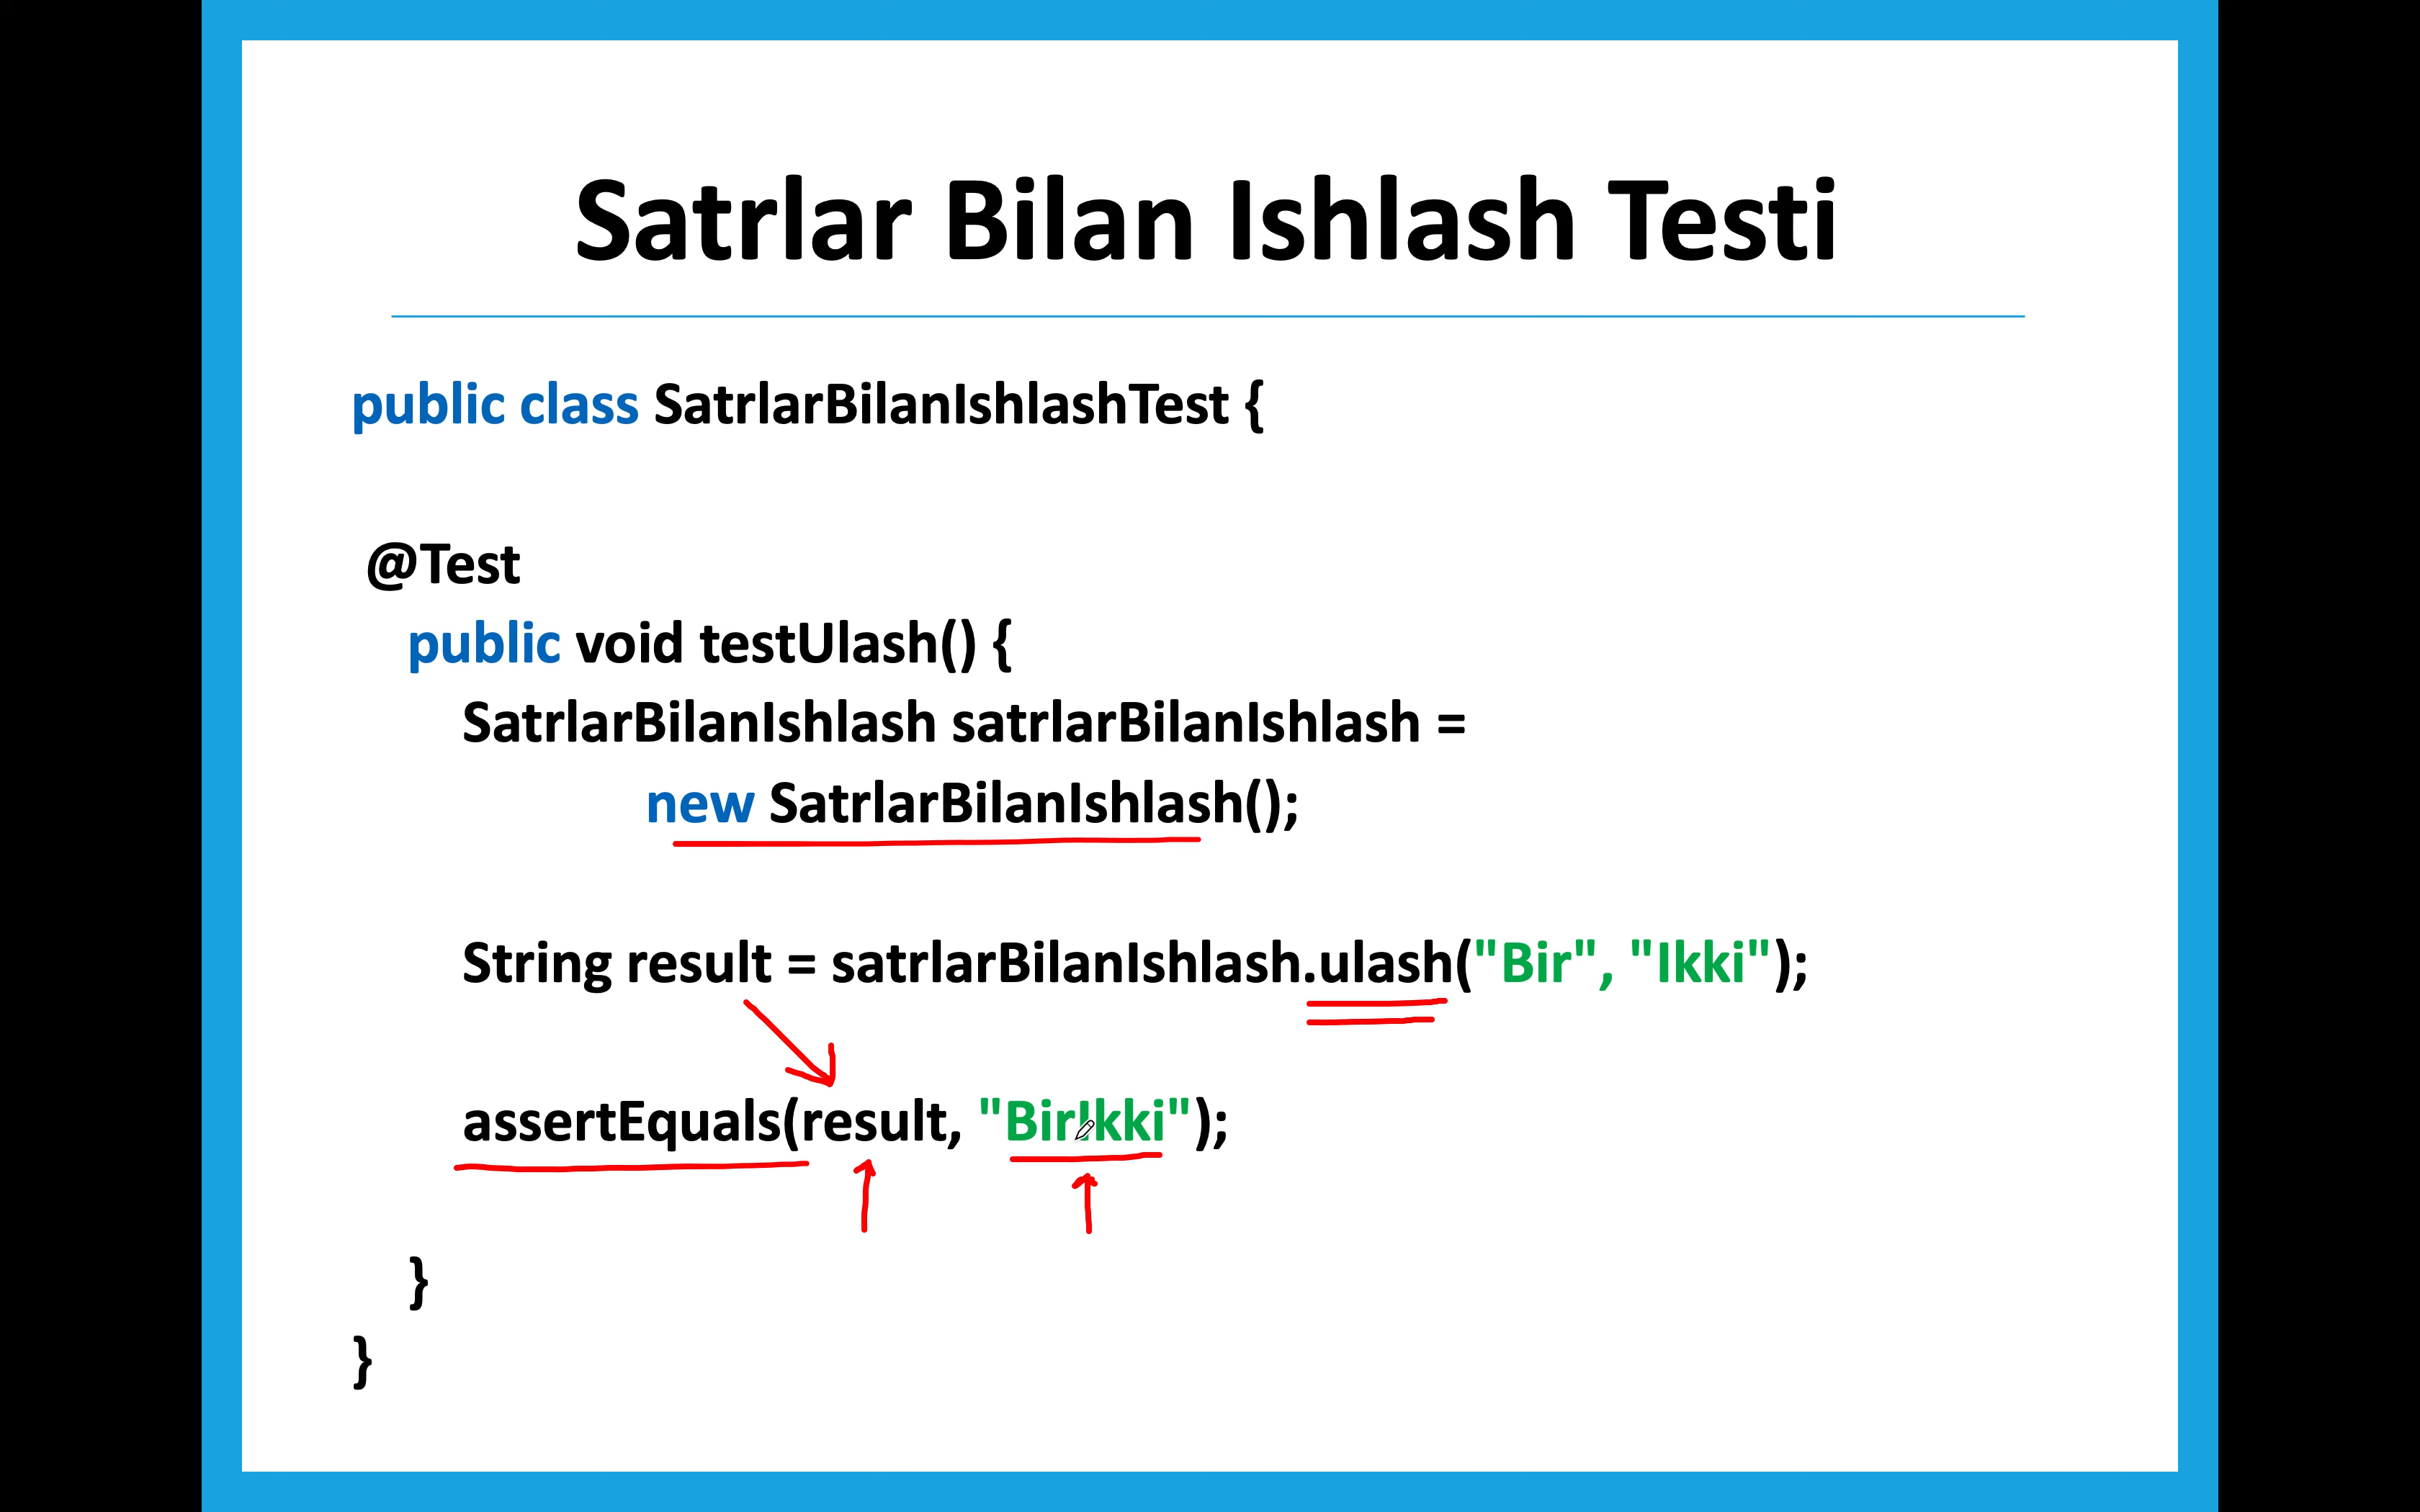 Satrlar Bilan Ishlash Testi
public class SatrlarBilanIshlashTest {
@Test
public void testUlash() {
SatrlarBilanIshlash satrlarBilanIshlash =
new SatrlarBilanIshlash();
String result = satrlarBilanIshlash.ulash("Bir", "Ikki");
assertEquals(result, "BirIkki");
}
}